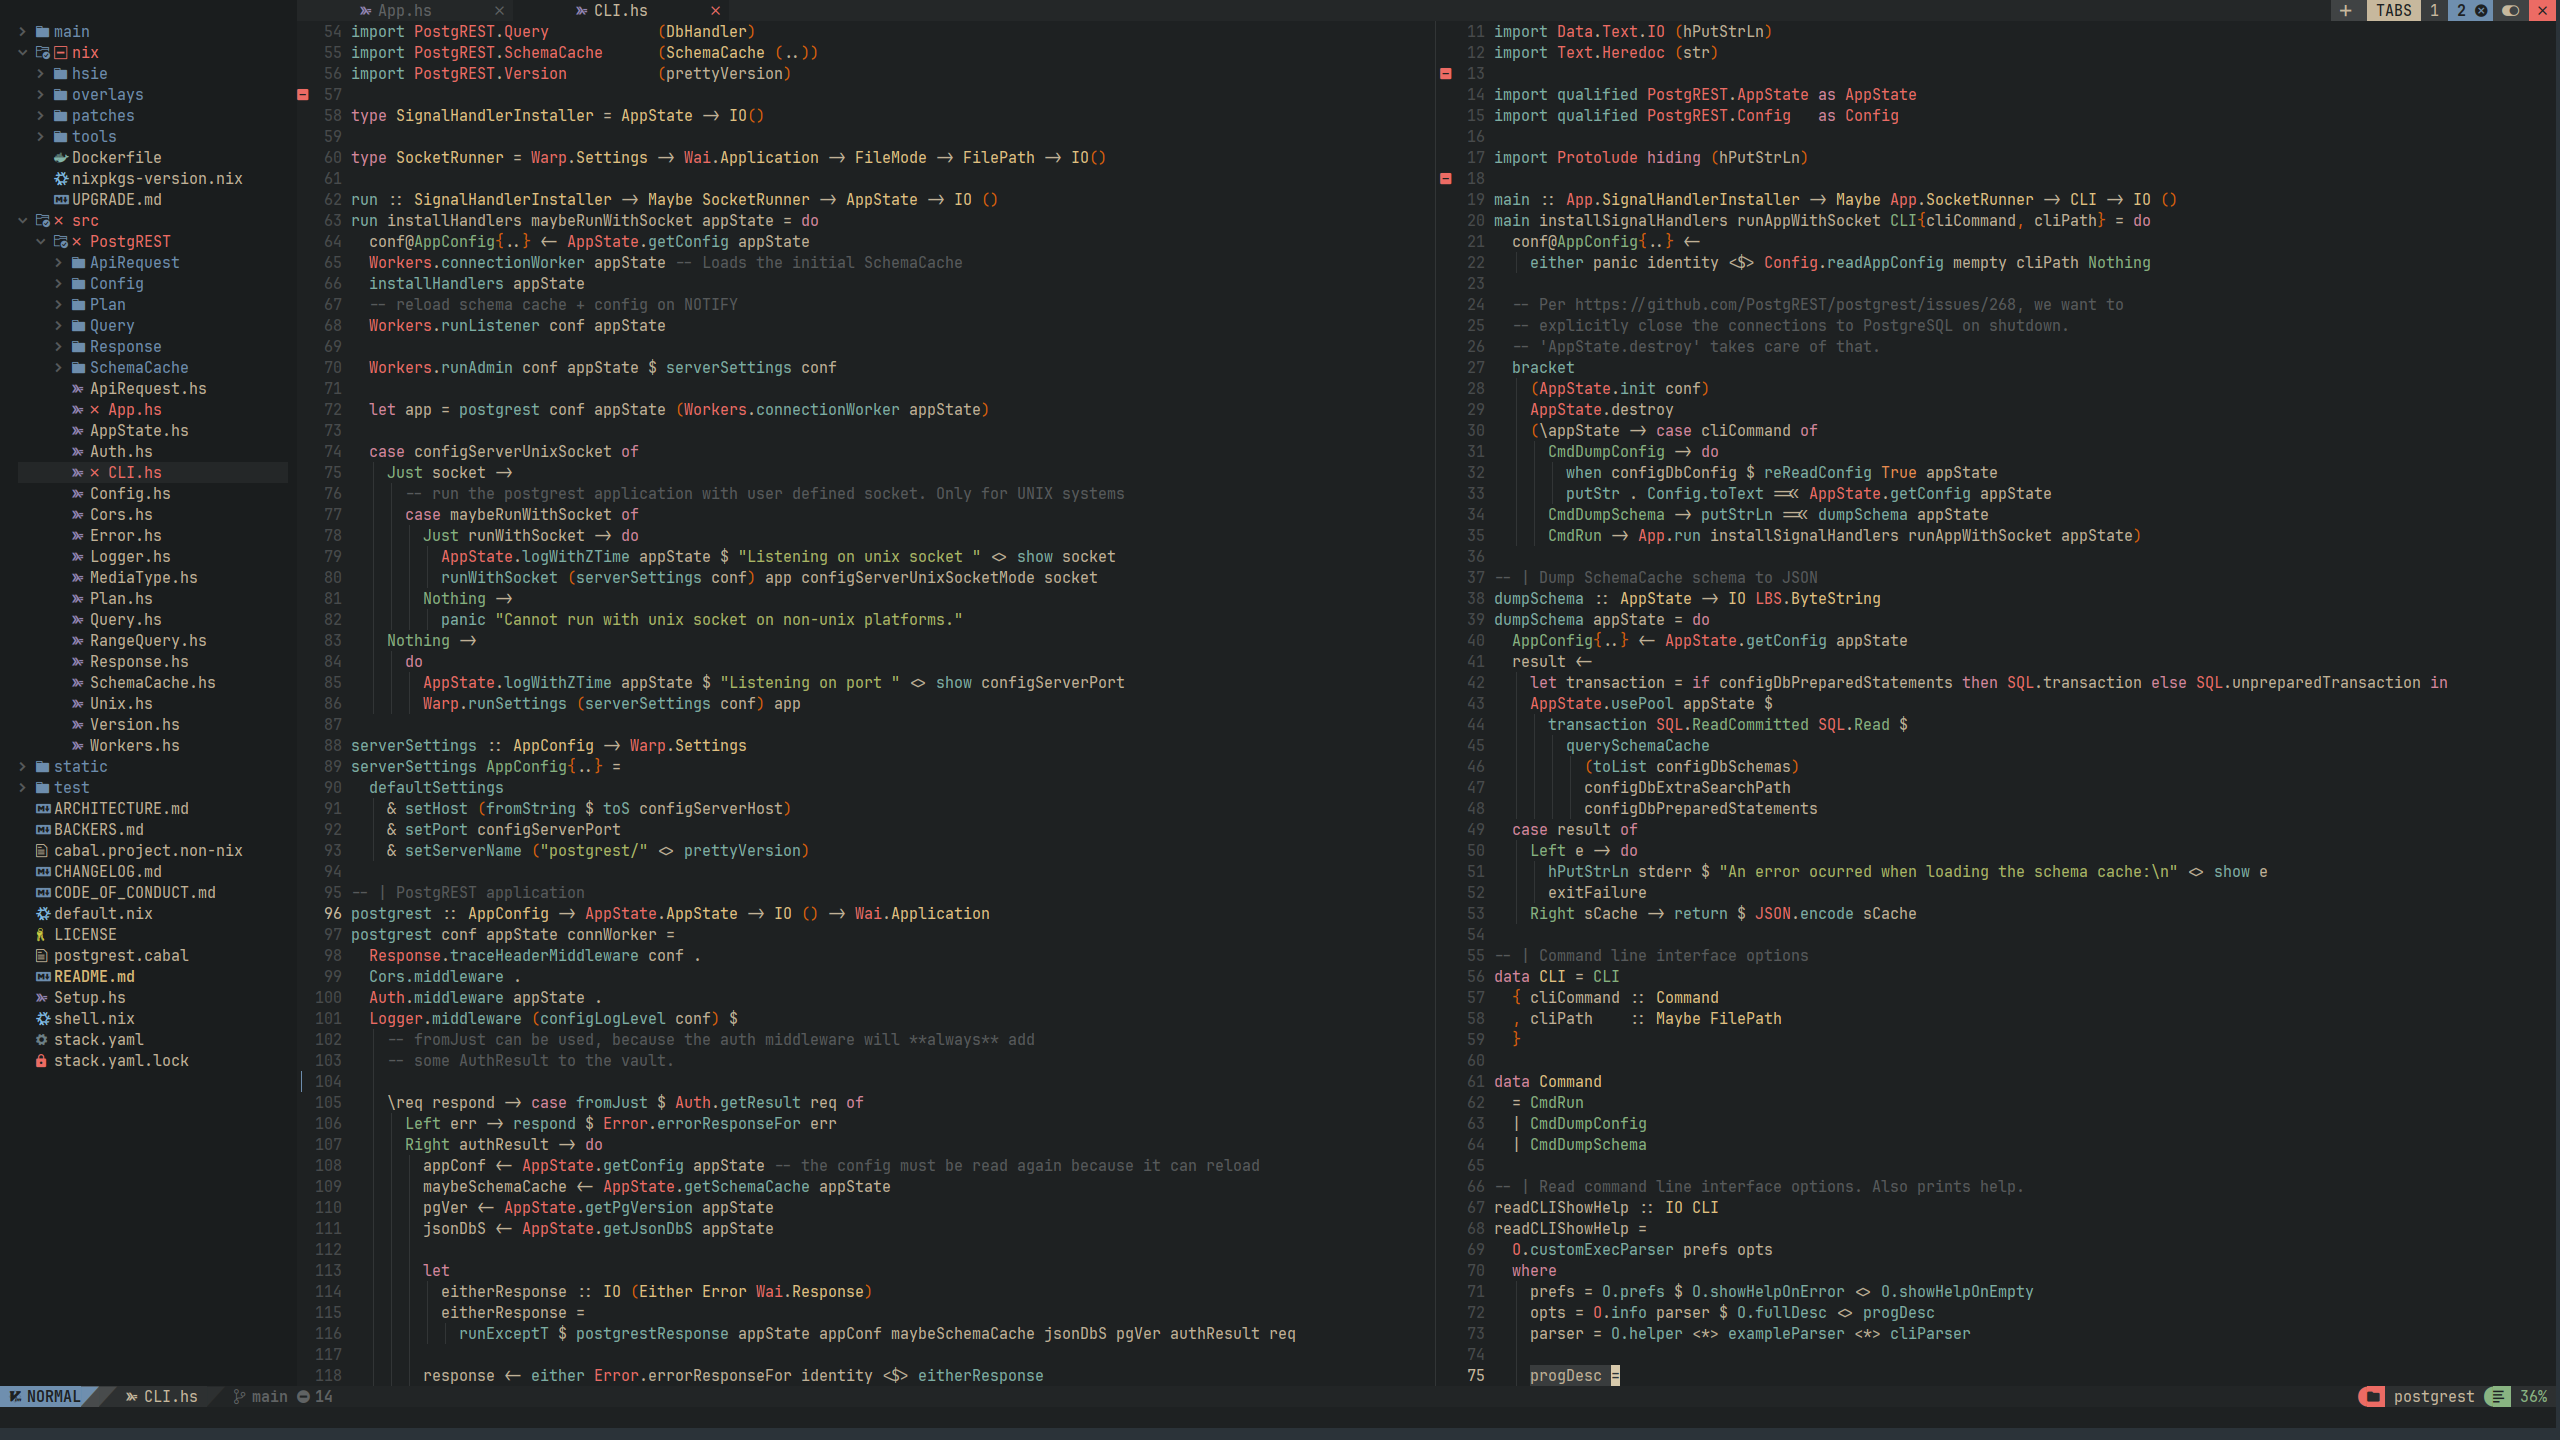 App.hs × CLI.hs × + TABS 1 2 ×
main
nix
hsie
overlays
patches
tools
Dockerfile
nixpkgs-version.nix
UPGRADE.md
src
PostgREST
ApiRequest
Config
Plan
Query
Response
SchemaCache
ApiRequest.hs
App.hs
AppState.hs
Auth.hs
CLI.hs
Config.hs
Cors.hs
Error.hs
Logger.hs
MediaType.hs
Plan.hs
Query.hs
RangeQuery.hs
Response.hs
SchemaCache.hs
Unix.hs
Version.hs
Workers.hs
static
test
ARCHITECTURE.md
BACKERS.md
cabal.project.non-nix
CHANGELOG.md
CODE_OF_CONDUCT.md
default.nix
LICENSE
postgrest.cabal
README.md
Setup.hs
shell.nix
stack.yaml
stack.yaml.lock
54 import PostgREST.Query            (DbHandler)
55 import PostgREST.SchemaCache      (SchemaCache (..))
56 import PostgREST.Version          (prettyVersion)
57
58 type SignalHandlerInstaller = AppState -> IO()
59
60 type SocketRunner = Warp.Settings -> Wai.Application -> FileMode -> FilePath -> IO()
61
62 run :: SignalHandlerInstaller -> Maybe SocketRunner -> AppState -> IO ()
63 run installHandlers maybeRunWithSocket appState = do
64   conf@AppConfig{..} <- AppState.getConfig appState
65   Workers.connectionWorker appState -- Loads the initial SchemaCache
66   installHandlers appState
67   -- reload schema cache + config on NOTIFY
68   Workers.runListener conf appState
69
70   Workers.runAdmin conf appState $ serverSettings conf
71
72   let app = postgrest conf appState (Workers.connectionWorker appState)
73
74   case configServerUnixSocket of
75     Just socket ->
76       -- run the postgrest application with user defined socket. Only for UNIX systems
77       case maybeRunWithSocket of
78         Just runWithSocket -> do
79           AppState.logWithZTime appState $ "Listening on unix socket " <> show socket
80           runWithSocket (serverSettings conf) app configServerUnixSocketMode socket
81         Nothing ->
82           panic "Cannot run with unix socket on non-unix platforms."
83     Nothing ->
84       do
85         AppState.logWithZTime appState $ "Listening on port " <> show configServerPort
86         Warp.runSettings (serverSettings conf) app
87
88 serverSettings :: AppConfig -> Warp.Settings
89 serverSettings AppConfig{..} =
90   defaultSettings
91     & setHost (fromString $ toS configServerHost)
92     & setPort configServerPort
93     & setServerName ("postgrest/" <> prettyVersion)
94
95 -- | PostgREST application
96 postgrest :: AppConfig -> AppState.AppState -> IO () -> Wai.Application
97 postgrest conf appState connWorker =
98   Response.traceHeaderMiddleware conf .
99   Cors.middleware .
100   Auth.middleware appState .
101   Logger.middleware (configLogLevel conf) $
102     -- fromJust can be used, because the auth middleware will **always** add
103     -- some AuthResult to the vault.
104
105     \req respond -> case fromJust $ Auth.getResult req of
106       Left err -> respond $ Error.errorResponseFor err
107       Right authResult -> do
108         appConf <- AppState.getConfig appState -- the config must be read again because it can reload
109         maybeSchemaCache <- AppState.getSchemaCache appState
110         pgVer <- AppState.getPgVersion appState
111         jsonDbS <- AppState.getJsonDbS appState
112
113         let
114           eitherResponse :: IO (Either Error Wai.Response)
115           eitherResponse =
116             runExceptT $ postgrestResponse appState appConf maybeSchemaCache jsonDbS pgVer authResult req
117
118         response <- either Error.errorResponseFor identity <$> eitherResponse
11 import Data.Text.IO (hPutStrLn)
12 import Text.Heredoc (str)
13
14 import qualified PostgREST.AppState as AppState
15 import qualified PostgREST.Config   as Config
16
17 import Protolude hiding (hPutStrLn)
18
19 main :: App.SignalHandlerInstaller -> Maybe App.SocketRunner -> CLI -> IO ()
20 main installSignalHandlers runAppWithSocket CLI{cliCommand, cliPath} = do
21   conf@AppConfig{..} <-
22     either panic identity <$> Config.readAppConfig mempty cliPath Nothing
23
24   -- Per https://github.com/PostgREST/postgrest/issues/268, we want to
25   -- explicitly close the connections to PostgreSQL on shutdown.
26   -- 'AppState.destroy' takes care of that.
27   bracket
28     (AppState.init conf)
29     AppState.destroy
30     (\appState -> case cliCommand of
31       CmdDumpConfig -> do
32         when configDbConfig $ reReadConfig True appState
33         putStr . Config.toText =<< AppState.getConfig appState
34       CmdDumpSchema -> putStrLn =<< dumpSchema appState
35       CmdRun -> App.run installSignalHandlers runAppWithSocket appState)
36
37 -- | Dump SchemaCache schema to JSON
38 dumpSchema :: AppState -> IO LBS.ByteString
39 dumpSchema appState = do
40   AppConfig{..} <- AppState.getConfig appState
41   result <-
42     let transaction = if configDbPreparedStatements then SQL.transaction else SQL.unpreparedTransaction in
43     AppState.usePool appState $
44       transaction SQL.ReadCommitted SQL.Read $
45         querySchemaCache
46           (toList configDbSchemas)
47           configDbExtraSearchPath
48           configDbPreparedStatements
49   case result of
50     Left e -> do
51       hPutStrLn stderr $ "An error ocurred when loading the schema cache:\n" <> show e
52       exitFailure
53     Right sCache -> return $ JSON.encode sCache
54
55 -- | Command line interface options
56 data CLI = CLI
57   { cliCommand :: Command
58   , cliPath    :: Maybe FilePath
59   }
60
61 data Command
62   = CmdRun
63   | CmdDumpConfig
64   | CmdDumpSchema
65
66 -- | Read command line interface options. Also prints help.
67 readCLIShowHelp :: IO CLI
68 readCLIShowHelp =
69   O.customExecParser prefs opts
70   where
71     prefs = O.prefs $ O.showHelpOnError <> O.showHelpOnEmpty
72     opts = O.info parser $ O.fullDesc <> progDesc
73     parser = O.helper <*> exampleParser <*> cliParser
74
75     progDesc =
NORMAL CLI.hs main 14 postgrest 36%